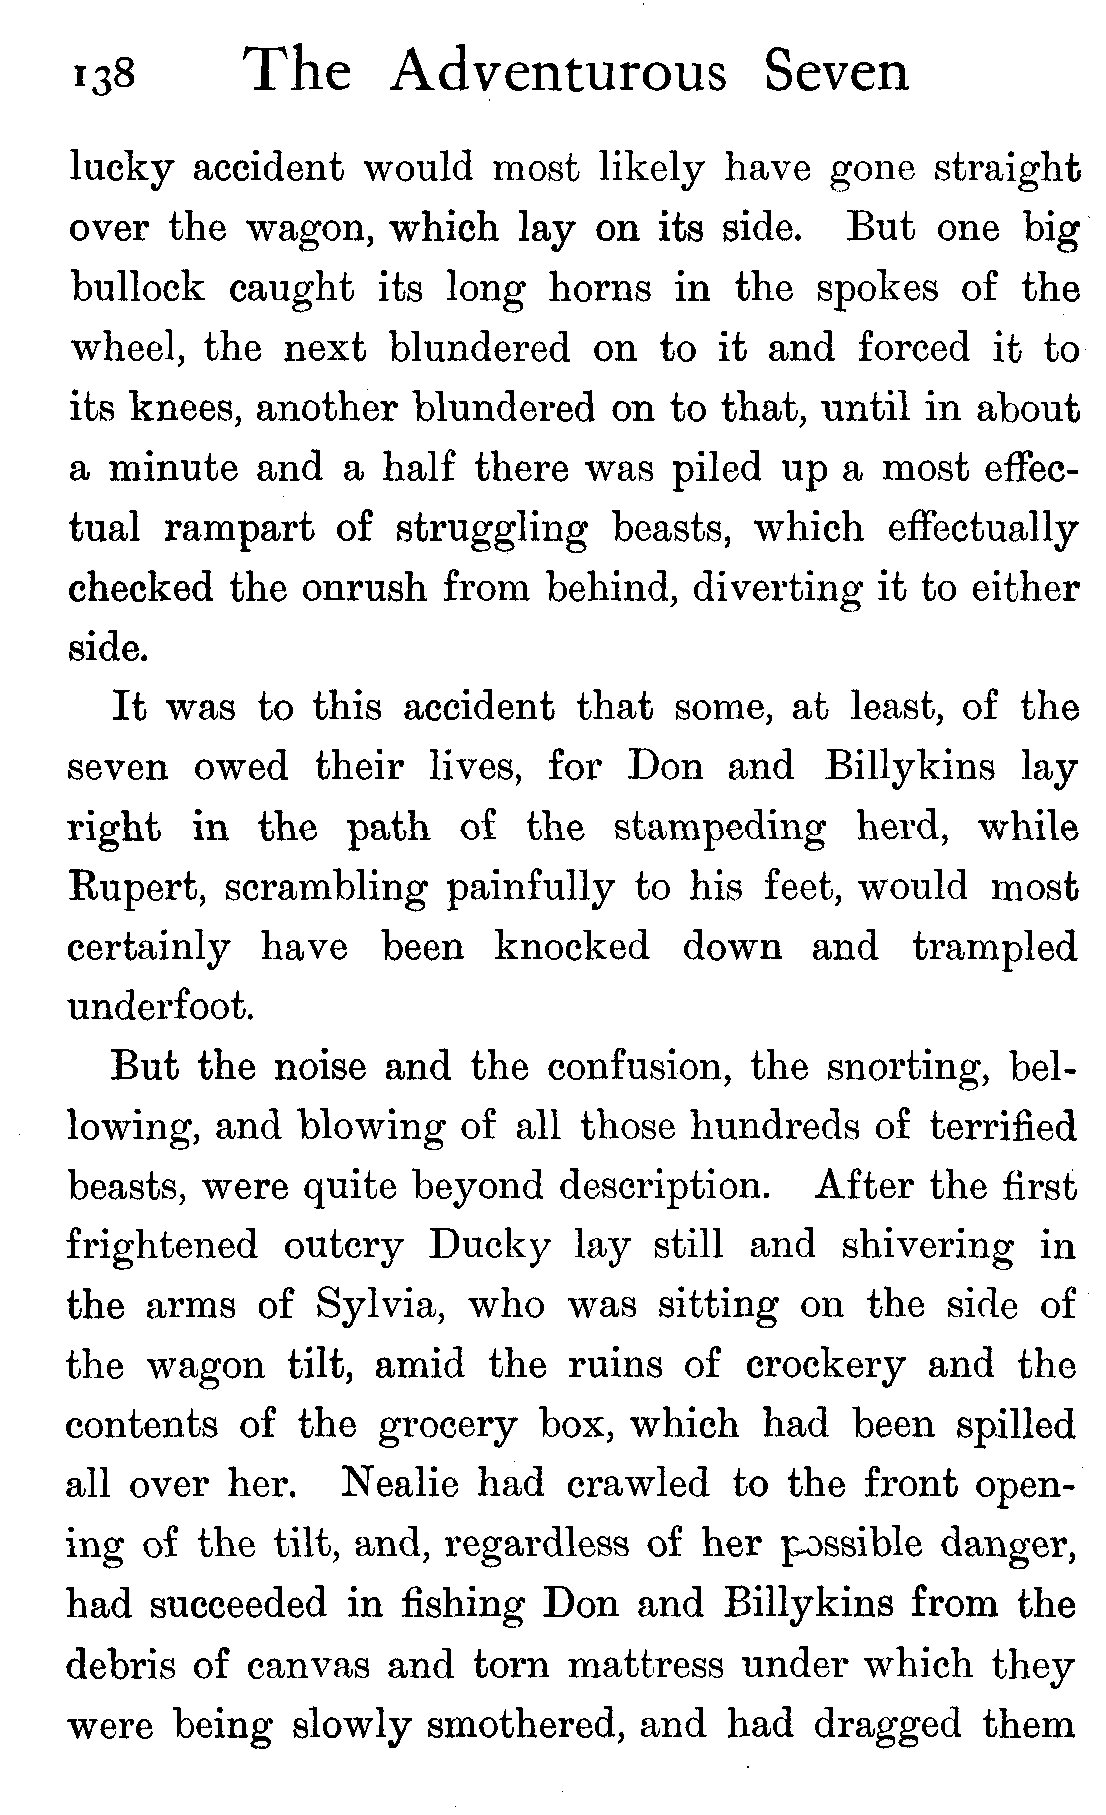 138 The Adventurous Seven
lucky accident would most likely have gone straight
over the wagon, which lay on its side. But one big
bullock caught its long horns in the spokes of the
wheel, the next blundered on to it and forced it to
its knees, another blundered on to that, until in about
a minute and a half there was piled up a most effec-
tual rampart of struggling beasts, which effectually
checked the onrush from behind, diverting it to either
side.
It was to this accident that some, at least, of the
seven owed their lives, for Don and Billykins lay
right in the path of the stampeding herd, while
Rupert, scrambling painfully to his feet, would most
certainly have been knocked down and trampled
underfoot.
But the noise and the confusion, the snorting, bel-
lowing, and blowing of all those hundreds of terrified
beasts, were quite beyond description. After the first
frightened outcry Ducky lay still and shivering in
the arms of Sylvia, who was sitting on the side of
the wagon tilt, amid the ruins of crockery and the
contents of the grocery box, which had been spilled
all over her. Nealie had crawled to the front open-
ing of the tilt, and, regardless of her possible danger,
had succeeded in fishing Don and Billykins from the
debris of canvas and torn mattress under which they
were being slowly smothered, and had dragged them